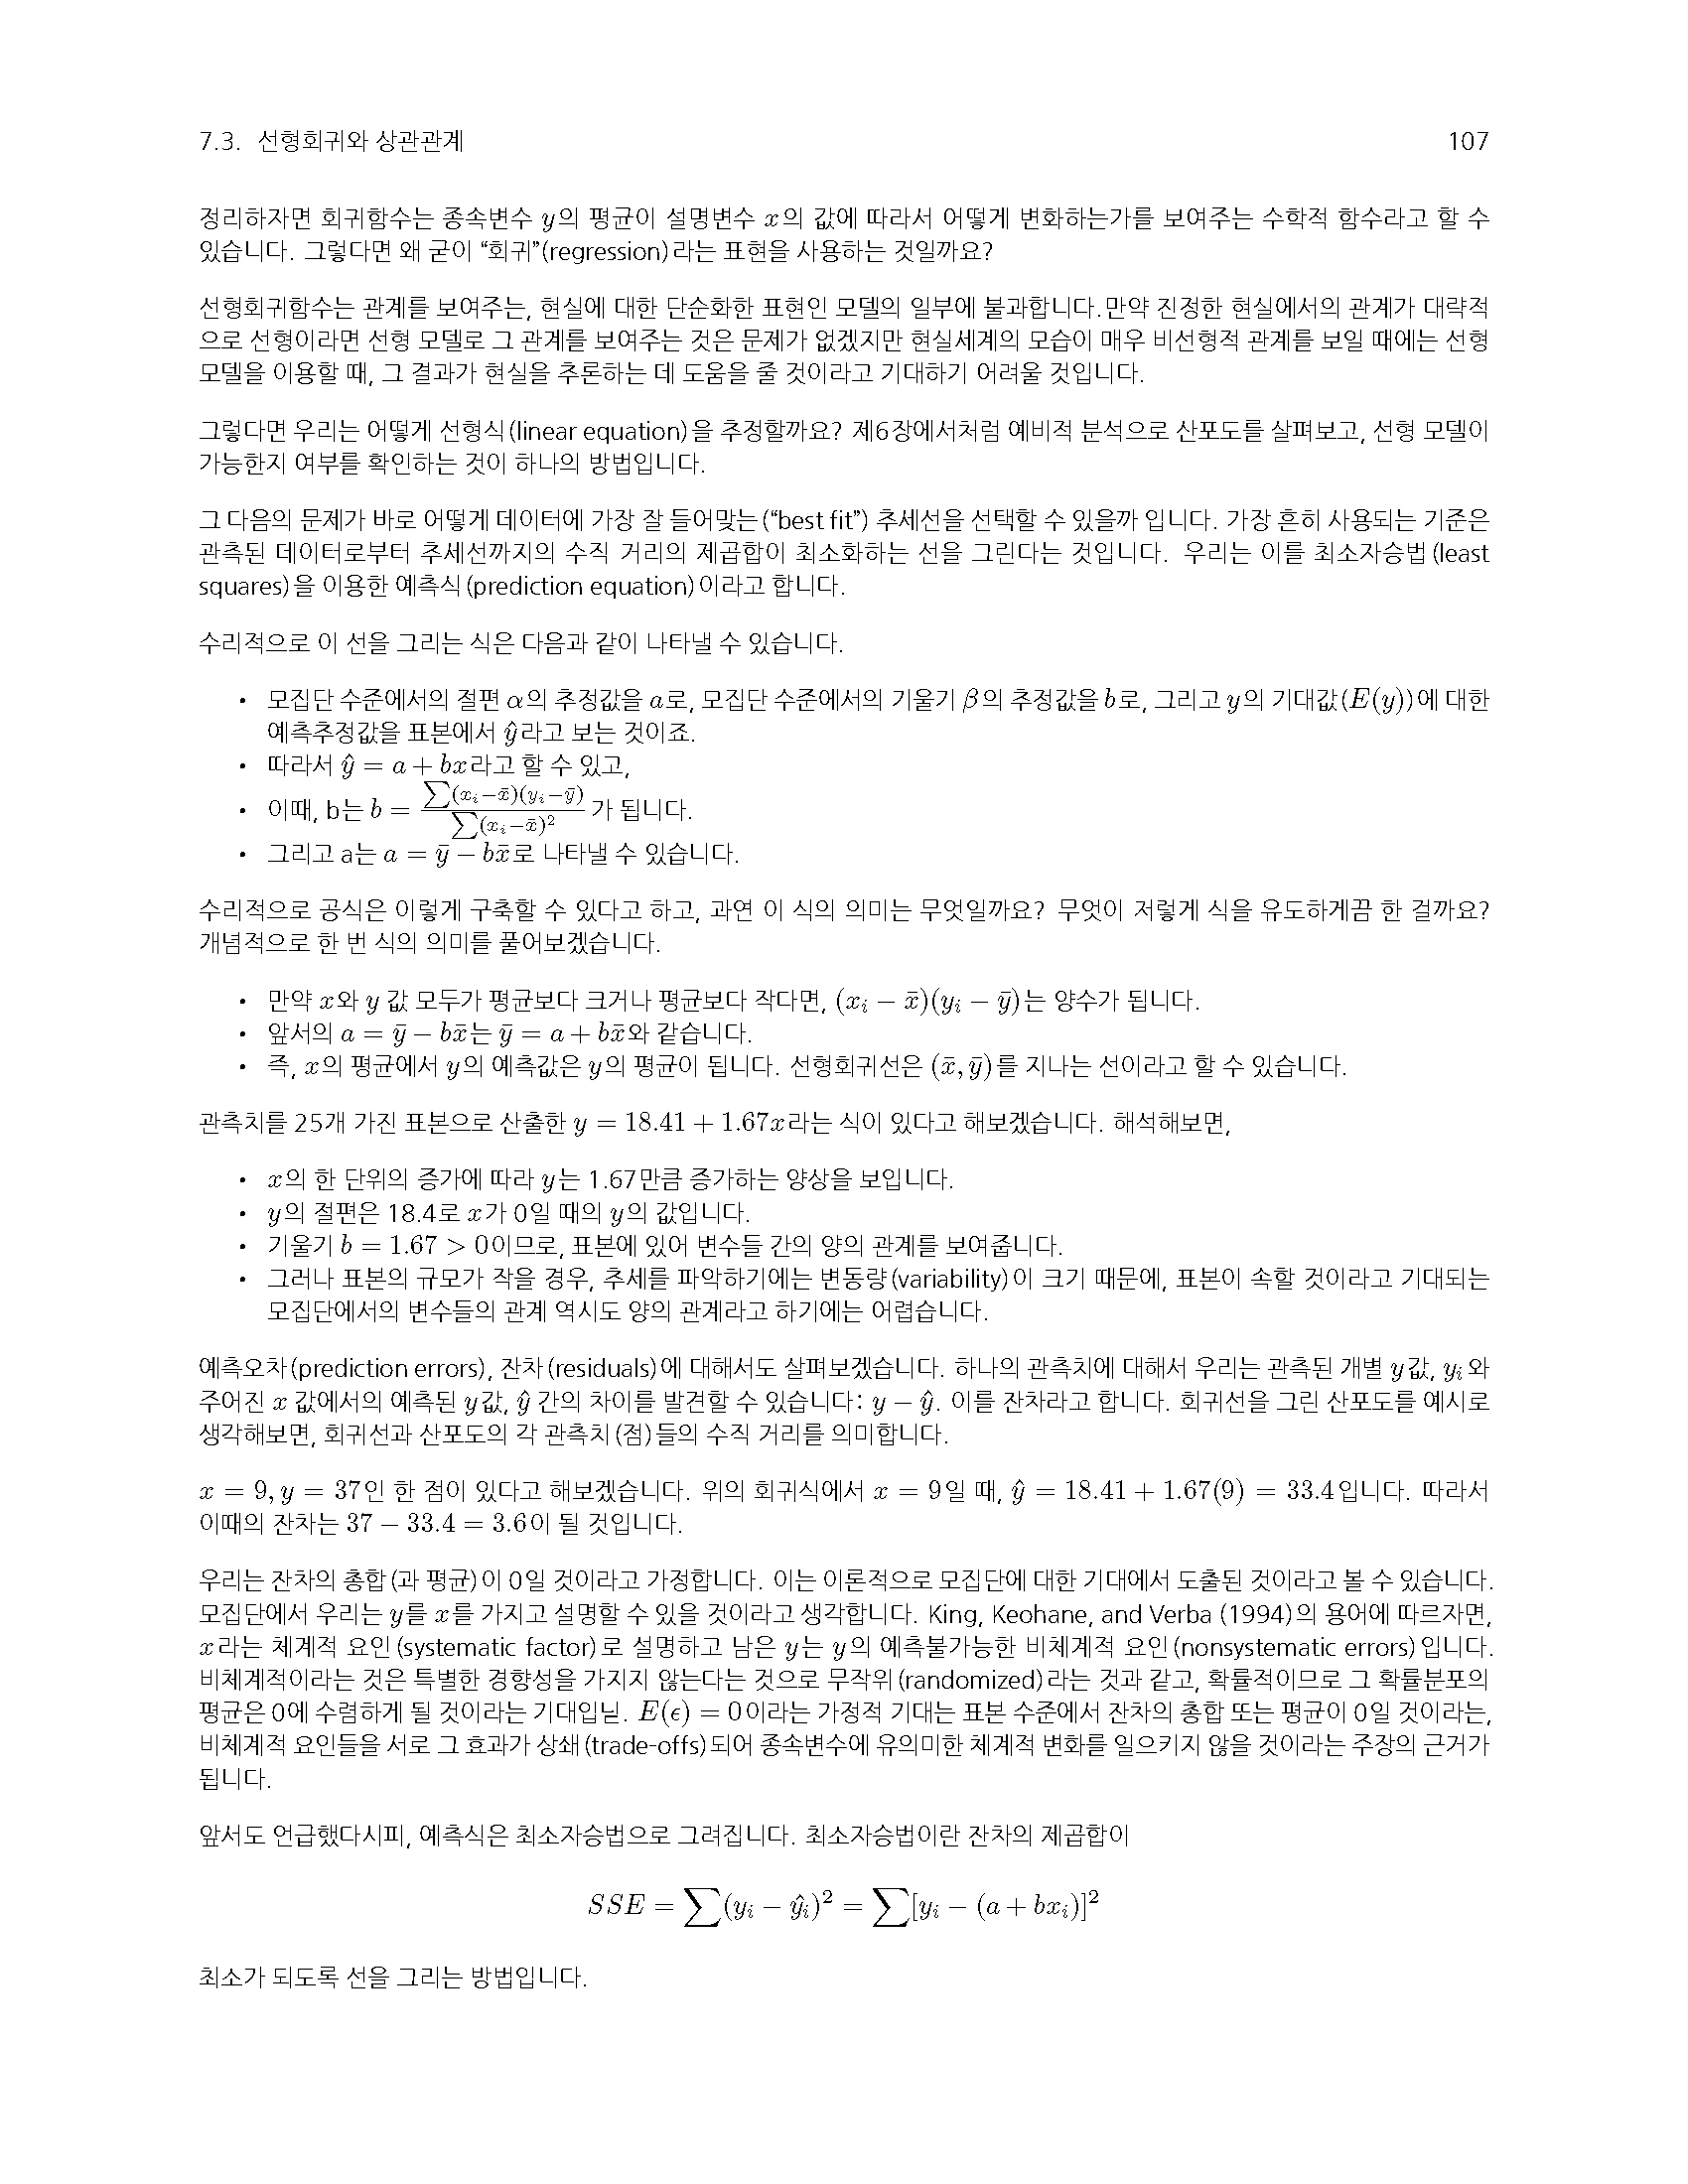 7.3. 선형회귀와 상관관계 107
정리하자면 회귀함수는 종속변수 y의 평균이 설명변수 x의 값에 따라서 어떻게 변화하는가를 보여주는 수학적 함수라고 할 수
있습니다. 그렇다면 왜 굳이 “회귀”(regression)라는 표현을 사용하는 것일까요?
선형회귀함수는 관계를 보여주는, 현실에 대한 단순화한 표현인 모델의 일부에 불과합니다.만약 진정한 현실에서의 관계가 대략적
으로 선형이라면 선형 모델로 그 관계를 보여주는 것은 문제가 없겠지만 현실세계의 모습이 매우 비선형적 관계를 보일 때에는 선형
모델을 이용할 때, 그 결과가 현실을 추론하는 데 도움을 줄 것이라고 기대하기 어려울 것입니다.
그렇다면 우리는 어떻게 선형식(linear equation)을 추정할까요? 제6장에서처럼 예비적 분석으로 산포도를 살펴보고, 선형 모델이
가능한지 여부를 확인하는 것이 하나의 방법입니다.
그 다음의 문제가 바로 어떻게 데이터에 가장 잘 들어맞는(“best fit”) 추세선을 선택할 수 있을까 입니다. 가장 흔히 사용되는 기준은
관측된 데이터로부터 추세선까지의 수직 거리의 제곱합이 최소화하는 선을 그린다는 것입니다. 우리는 이를 최소자승법(least
squares)을 이용한 예측식(prediction equation)이라고 합니다.
수리적으로 이 선을 그리는 식은 다음과 같이 나타낼 수 있습니다.
• 모집단 수준에서의 절편 α의 추정값을 a로, 모집단 수준에서의 기울기 β의 추정값을 b로, 그리고 y의 기대값(E(y))에 대한
예측추정값을 표본에서 ŷ라고 보는 것이죠.
• 따라서 ŷ = a + bx라고 할 수 있고,
• 이때, b는 b = ∑(xᵢ−x̄)(yᵢ−ȳ) / ∑(xᵢ−x̄)² 가 됩니다.
• 그리고 a는 a = ȳ − bx̄로 나타낼 수 있습니다.
수리적으로 공식은 이렇게 구축할 수 있다고 하고, 과연 이 식의 의미는 무엇일까요? 무엇이 저렇게 식을 유도하게끔 한 걸까요?
개념적으로 한 번 식의 의미를 풀어보겠습니다.
• 만약 x와 y 값 모두가 평균보다 크거나 평균보다 작다면, (xᵢ − x̄)(yᵢ − ȳ)는 양수가 됩니다.
• 앞서의 a = ȳ − bx̄는 ȳ = a + bx̄와 같습니다.
• 즉, x의 평균에서 y의 예측값은 y의 평균이 됩니다. 선형회귀선은 (x̄, ȳ)를 지나는 선이라고 할 수 있습니다.
관측치를 25개 가진 표본으로 산출한 y = 18.41 + 1.67x라는 식이 있다고 해보겠습니다. 해석해보면,
• x의 한 단위의 증가에 따라 y는 1.67만큼 증가하는 양상을 보입니다.
• y의 절편은 18.4로 x가 0일 때의 y의 값입니다.
• 기울기 b = 1.67 > 0이므로, 표본에 있어 변수들 간의 양의 관계를 보여줍니다.
• 그러나 표본의 규모가 작을 경우, 추세를 파악하기에는 변동량(variability)이 크기 때문에, 표본이 속할 것이라고 기대되는
모집단에서의 변수들의 관계 역시도 양의 관계라고 하기에는 어렵습니다.
예측오차(prediction errors), 잔차(residuals)에 대해서도 살펴보겠습니다. 하나의 관측치에 대해서 우리는 관측된 개별 y값, yᵢ와
주어진 x 값에서의 예측된 y값, ŷ 간의 차이를 발견할 수 있습니다: y − ŷ. 이를 잔차라고 합니다. 회귀선을 그린 산포도를 예시로
생각해보면, 회귀선과 산포도의 각 관측치(점)들의 수직 거리를 의미합니다.
x = 9, y = 37인 한 점이 있다고 해보겠습니다. 위의 회귀식에서 x = 9일 때, ŷ = 18.41 + 1.67(9) = 33.4입니다. 따라서
이때의 잔차는 37 − 33.4 = 3.6이 될 것입니다.
우리는 잔차의 총합(과 평균)이 0일 것이라고 가정합니다. 이는 이론적으로 모집단에 대한 기대에서 도출된 것이라고 볼 수 있습니다.
모집단에서 우리는 y를 x를 가지고 설명할 수 있을 것이라고 생각합니다. King, Keohane, and Verba (1994)의 용어에 따르자면,
x라는 체계적 요인(systematic factor)로 설명하고 남은 y는 y의 예측불가능한 비체계적 요인(nonsystematic errors)입니다.
비체계적이라는 것은 특별한 경향성을 가지지 않는다는 것으로 무작위(randomized)라는 것과 같고, 확률적이므로 그 확률분포의
평균은 0에 수렴하게 될 것이라는 기대입닏. E(ϵ) = 0이라는 가정적 기대는 표본 수준에서 잔차의 총합 또는 평균이 0일 것이라는,
비체계적 요인들을 서로 그 효과가 상쇄(trade-offs)되어 종속변수에 유의미한 체계적 변화를 일으키지 않을 것이라는 주장의 근거가
됩니다.
앞서도 언급했다시피, 예측식은 최소자승법으로 그려집니다. 최소자승법이란 잔차의 제곱합이
SSE = ∑(yᵢ − ŷᵢ)² = ∑[yᵢ − (a + bxᵢ)]²
최소가 되도록 선을 그리는 방법입니다.